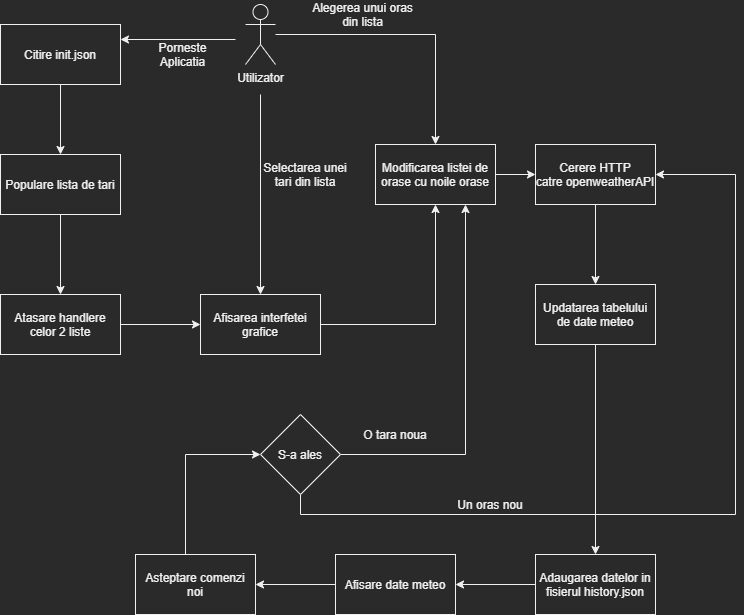 Alegerea unui oras
din lista
Citire init.json
Porneste
Aplicatia
Utilizator
Selectarea unei
tari din lista
Modificarea listei de
orase cu noile orase
Cerere HTTP
catre openweatherAPI
Populare lista de tari
Atasare handlere
celor 2 liste
Afisarea interfetei
grafice
Updatarea tabelului
de date meteo
O tara noua
S-a ales
Un oras nou
Asteptare comenzi
noi
Afisare date meteo
Adaugarea datelor in
fisierul history.json